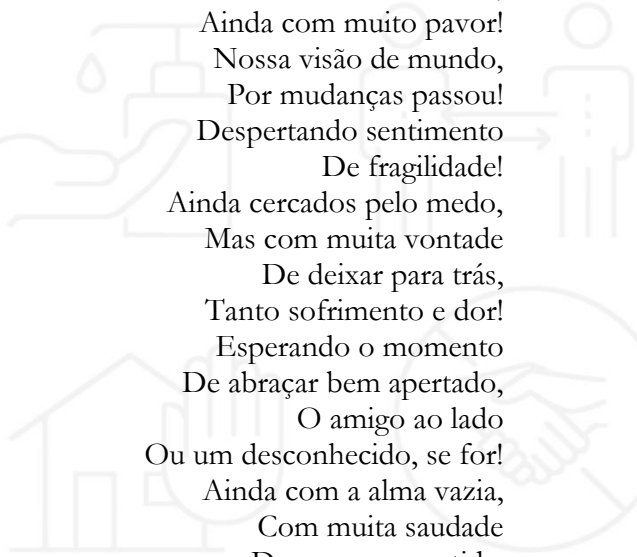 Ainda com muito pavor!
Nossa visão de mundo,
Por mudanças passou!
Despertando sentimento
De fragilidade!
Ainda cercados pelo medo,
Mas com muita vontade
De deixar para trás,
Tanto sofrimento e dor!
Esperando o momento
De abraçar bem apertado,
O amigo ao lado
Ou um desconhecido, se for!
Ainda com a alma vazia,
Com muita saudade